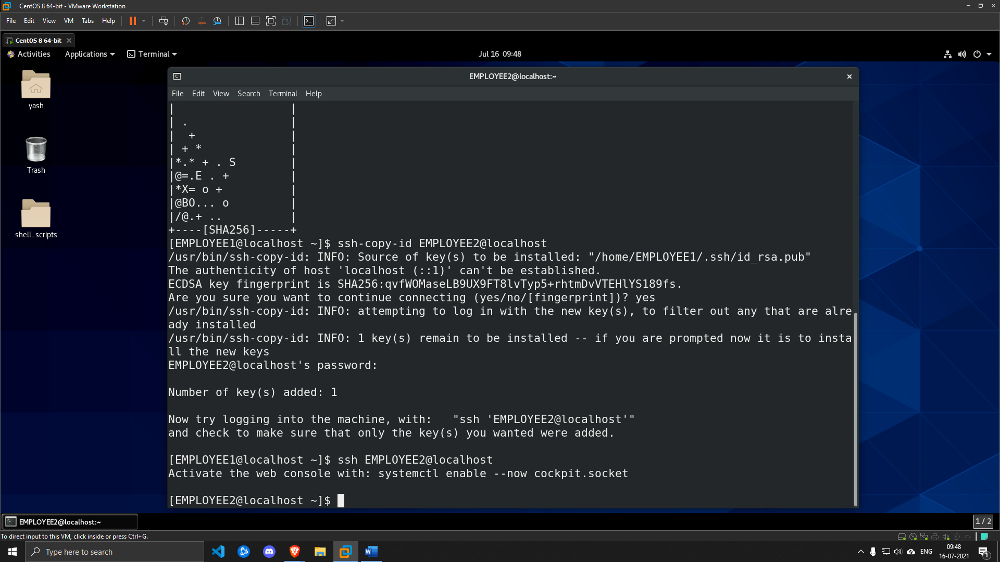 CentOS 8 64-bit - VMware Workstation
File Edit View VM Tabs Help
CentOS 8 64-bit
Activities Applications Terminal Jul 16 09:48
yash
Trash
shell_scripts
EMPLOYEE2@localhost:~
File Edit View Search Terminal Help
|                 |
| .               |
|  +              |
| + *             |
|*.* + . S        |
|@=.E . +         |
|*X= o +          |
|@BO... o         |
|/@.+ ..          |
+----[SHA256]-----+
[EMPLOYEE1@localhost ~]$ ssh-copy-id EMPLOYEE2@localhost
/usr/bin/ssh-copy-id: INFO: Source of key(s) to be installed: "/home/EMPLOYEE1/.ssh/id_rsa.pub"
The authenticity of host 'localhost (::1)' can't be established.
ECDSA key fingerprint is SHA256:qvfWOMaseLB9UX9FT8lvTyp5+rhtmDvVTEHlYS189fs.
Are you sure you want to continue connecting (yes/no/[fingerprint])? yes
/usr/bin/ssh-copy-id: INFO: attempting to log in with the new key(s), to filter out any that are alre
ady installed
/usr/bin/ssh-copy-id: INFO: 1 key(s) remain to be installed -- if you are prompted now it is to insta
ll the new keys
EMPLOYEE2@localhost's password:
Number of key(s) added: 1
Now try logging into the machine, with:   "ssh 'EMPLOYEE2@localhost'"
and check to make sure that only the key(s) you wanted were added.
[EMPLOYEE1@localhost ~]$ ssh EMPLOYEE2@localhost
Activate the web console with: systemctl enable --now cockpit.socket
[EMPLOYEE2@localhost ~]$
EMPLOYEE2@localhost:~
1 / 2
To direct input to this VM, click inside or press Ctrl+G.
Type here to search
ENG
09:48
16-07-2021
1